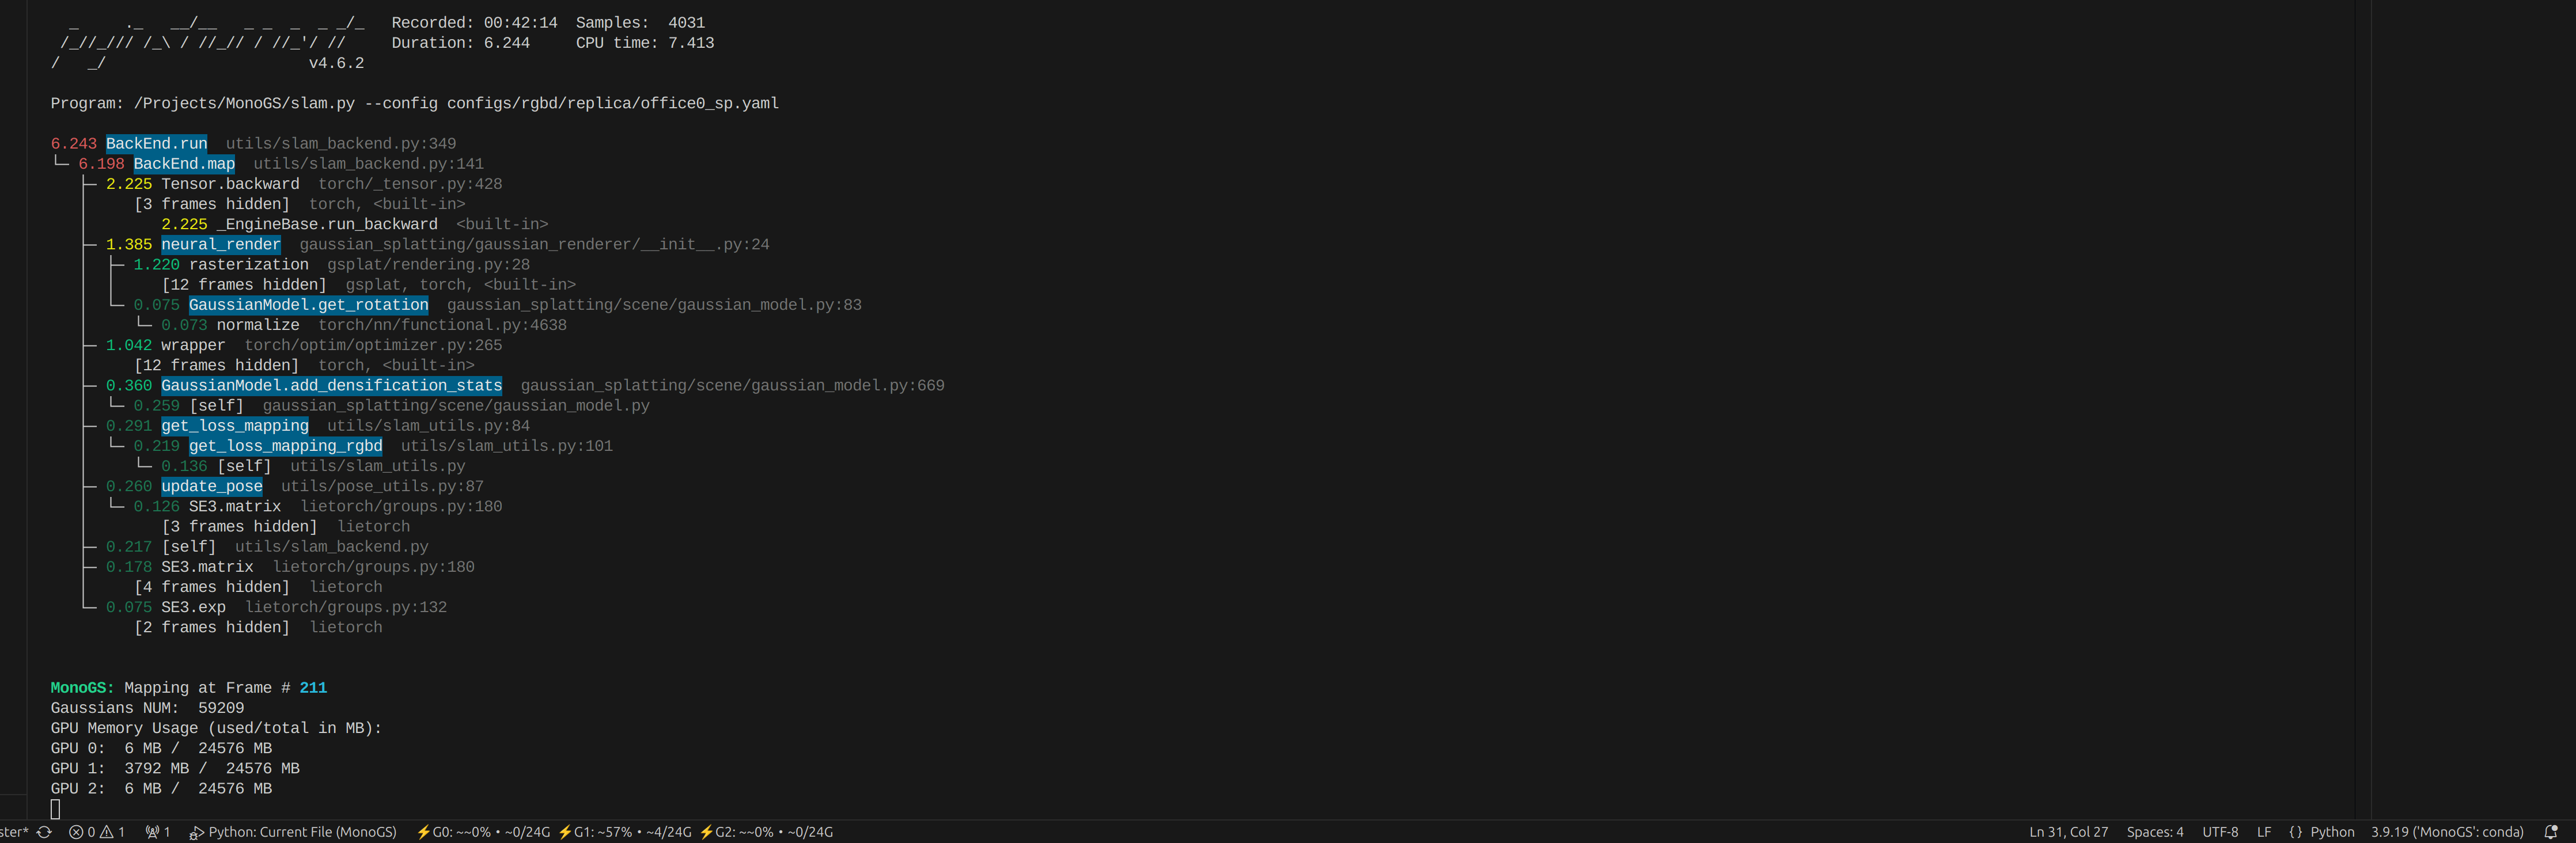 _     ._   __/__   _ _  _  _ _/_   Recorded: 00:42:14  Samples:  4031
 /_//_/// /_\ / //_// / //_'/ //     Duration: 6.244     CPU time: 7.413
/   _/                      v4.6.2
Program: /Projects/MonoGS/slam.py --config configs/rgbd/replica/office0_sp.yaml
6.243 BackEnd.run  utils/slam_backend.py:349
└─ 6.198 BackEnd.map  utils/slam_backend.py:141
   ├─ 2.225 Tensor.backward  torch/_tensor.py:428
   │     [3 frames hidden]  torch, <built-in>
   │        2.225 _EngineBase.run_backward  <built-in>
   ├─ 1.385 neural_render  gaussian_splatting/gaussian_renderer/__init__.py:24
   │  ├─ 1.220 rasterization  gsplat/rendering.py:28
   │  │     [12 frames hidden]  gsplat, torch, <built-in>
   │  └─ 0.075 GaussianModel.get_rotation  gaussian_splatting/scene/gaussian_model.py:83
   │     └─ 0.073 normalize  torch/nn/functional.py:4638
   ├─ 1.042 wrapper  torch/optim/optimizer.py:265
   │     [12 frames hidden]  torch, <built-in>
   ├─ 0.360 GaussianModel.add_densification_stats  gaussian_splatting/scene/gaussian_model.py:669
   │  └─ 0.259 [self]  gaussian_splatting/scene/gaussian_model.py
   ├─ 0.291 get_loss_mapping  utils/slam_utils.py:84
   │  └─ 0.219 get_loss_mapping_rgbd  utils/slam_utils.py:101
   │     └─ 0.136 [self]  utils/slam_utils.py
   ├─ 0.260 update_pose  utils/pose_utils.py:87
   │  └─ 0.126 SE3.matrix  lietorch/groups.py:180
   │        [3 frames hidden]  lietorch
   ├─ 0.217 [self]  utils/slam_backend.py
   ├─ 0.178 SE3.matrix  lietorch/groups.py:180
   │     [4 frames hidden]  lietorch
   └─ 0.075 SE3.exp  lietorch/groups.py:132
         [2 frames hidden]  lietorch
MonoGS: Mapping at Frame # 211
Gaussians NUM:  59209
GPU Memory Usage (used/total in MB):
GPU 0:  6 MB /  24576 MB
GPU 1:  3792 MB /  24576 MB
GPU 2:  6 MB /  24576 MB
ster* 0 1 1 Python: Current File (MonoGS) ⚡G0: ~~0% • ~0/24G ⚡G1: ~57% • ~4/24G ⚡G2: ~~0% • ~0/24G Ln 31, Col 27 Spaces: 4 UTF-8 LF {} Python 3.9.19 ('MonoGS': conda)